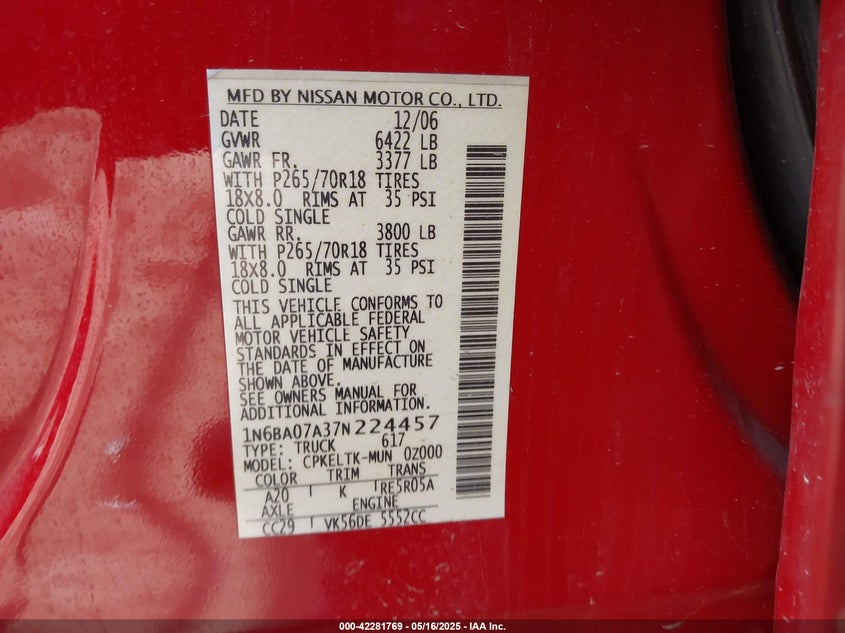 MFD BY NISSAN MOTOR CO., LTD.
DATE 12/06
GVWR 6422 LB
GAWR FR. 3377 LB
WITH P265/70R18 TIRES
18X8.0 RIMS AT 35 PSI
COLD SINGLE
GAWR RR. 3800 LB
WITH P265/70R18 TIRES
18X8.0 RIMS AT 35 PSI
COLD SINGLE
THIS VEHICLE CONFORMS TO
ALL APPLICABLE FEDERAL
MOTOR VEHICLE SAFETY
STANDARDS IN EFFECT ON
THE DATE OF MANUFACTURE
SHOWN ABOVE.
SEE OWNERS MANUAL FOR
ADDITIONAL INFORMATION.
1N6BA07A37N224457
TYPE: TRUCK 617
MODEL: CPKELTK-MUN 0Z000
COLOR TRIM TRANS
A20 K RE5R05A
AXLE ENGINE
CC29 VK56DE 5552CC
000-42281769 — 05/16/2025 — IAA Inc.